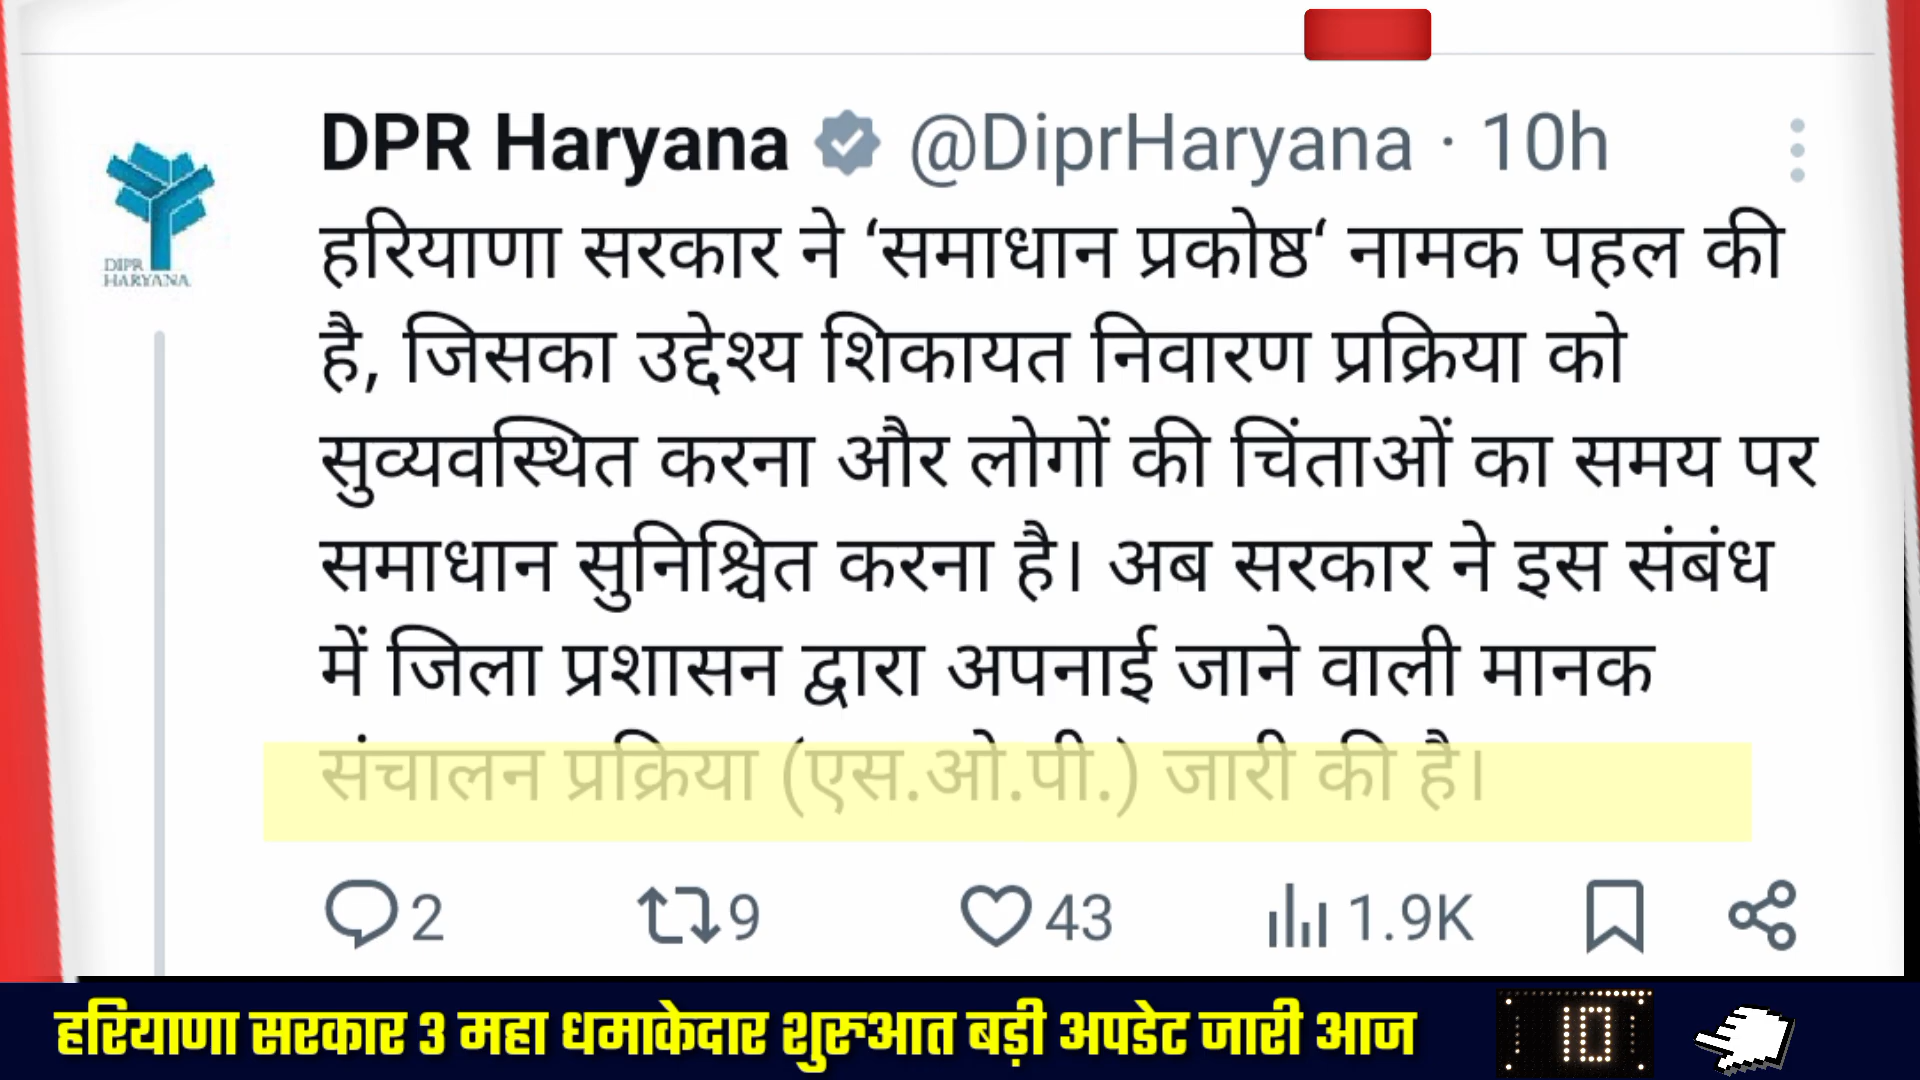 DPR Haryana @DiprHaryana · 10h
DIPR
HARYANA
हरियाणा सरकार ने ‘समाधान प्रकोष्ठ‘ नामक पहल की
है, जिसका उद्देश्य शिकायत निवारण प्रक्रिया को
सुव्यवस्थित करना और लोगों की चिंताओं का समय पर
समाधान सुनिश्चित करना है। अब सरकार ने इस संबंध
में जिला प्रशासन द्वारा अपनाई जाने वाली मानक
संचालन प्रक्रिया (एस.ओ.पी.) जारी की है।
2 9 43 1.9K
हरियाणा सरकार 3 महा धमाकेदार शुरुआत बड़ी अपडेट जारी आज 10